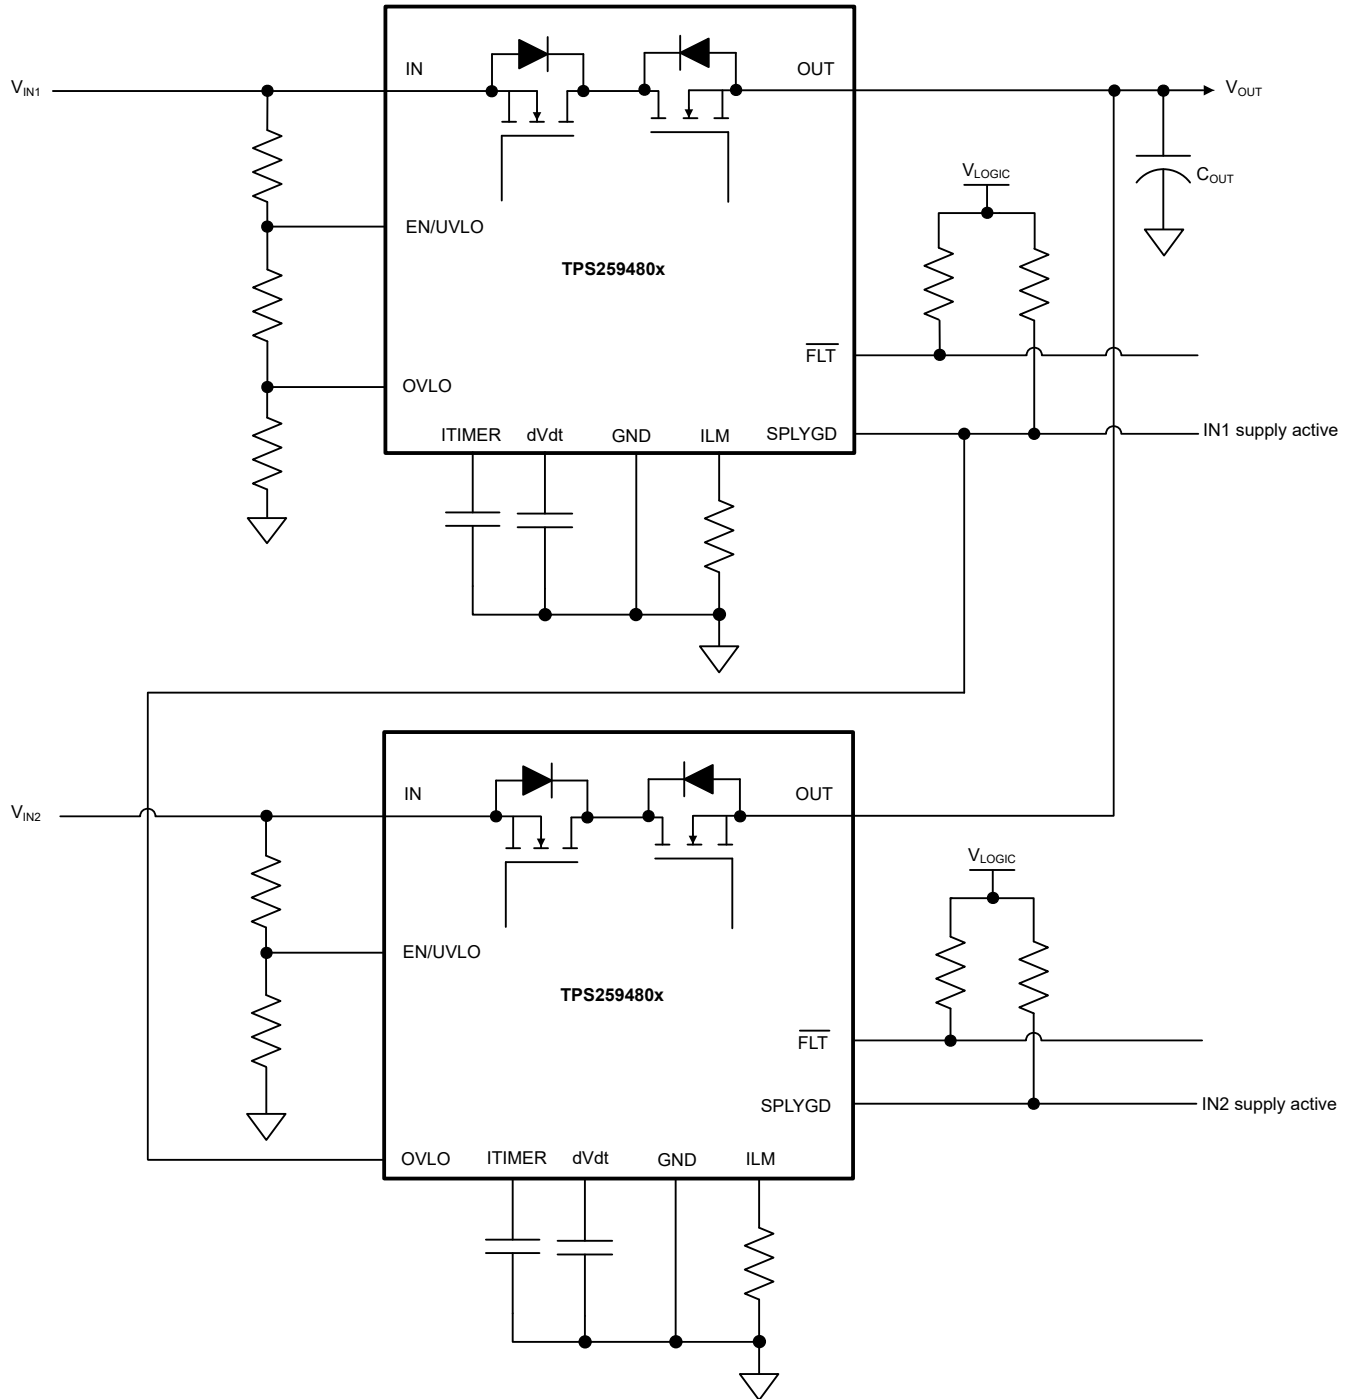 IN
OUT
VIN1
VOUT
VLOGIC
COUT
EN/UVLO
TPS259480x
FLT
OVLO
ITIMER
dVdt
GND
ILM
SPLYGD
IN1 supply active
IN
OUT
VIN2
VLOGIC
EN/UVLO
TPS259480x
FLT
SPLYGD
IN2 supply active
OVLO
ITIMER
dVdt
GND
ILM